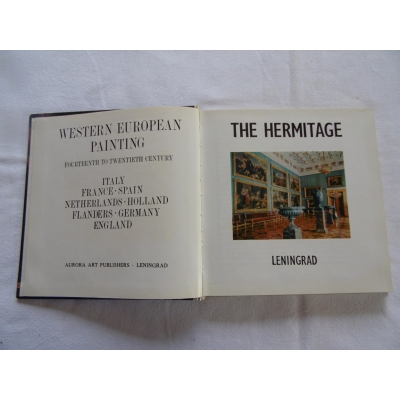 WESTERN EUROPEAN
PAINTING
FOURTEENTH TO TWENTIETH CENTURY
ITALY
FRANCE · SPAIN
NETHERLANDS · HOLLAND
FLANDERS · GERMANY
ENGLAND
AURORA ART PUBLISHERS · LENINGRAD
THE HERMITAGE
LENINGRAD